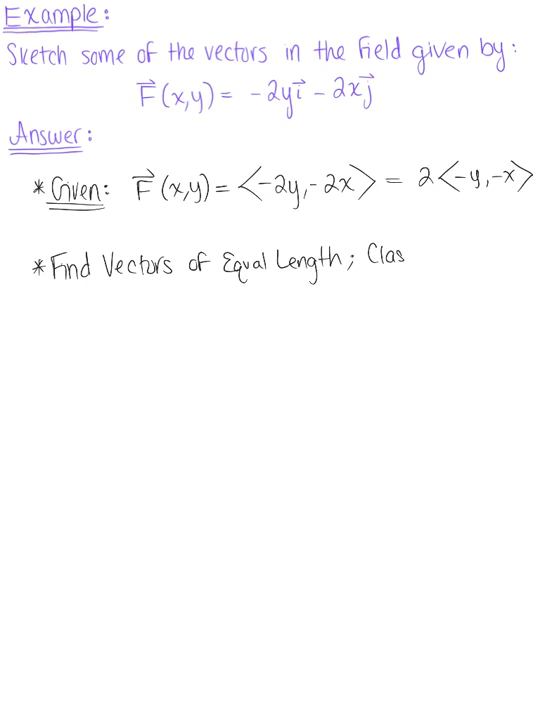 Example:
Sketch some of the vectors in the field given by:
F⃗(x,y) = -2yi⃗ - 2xj⃗
Answer:
* Given: F⃗(x,y) = <-2y, -2x> = 2<-y, -x>
* Find Vectors of Equal Length; Clas